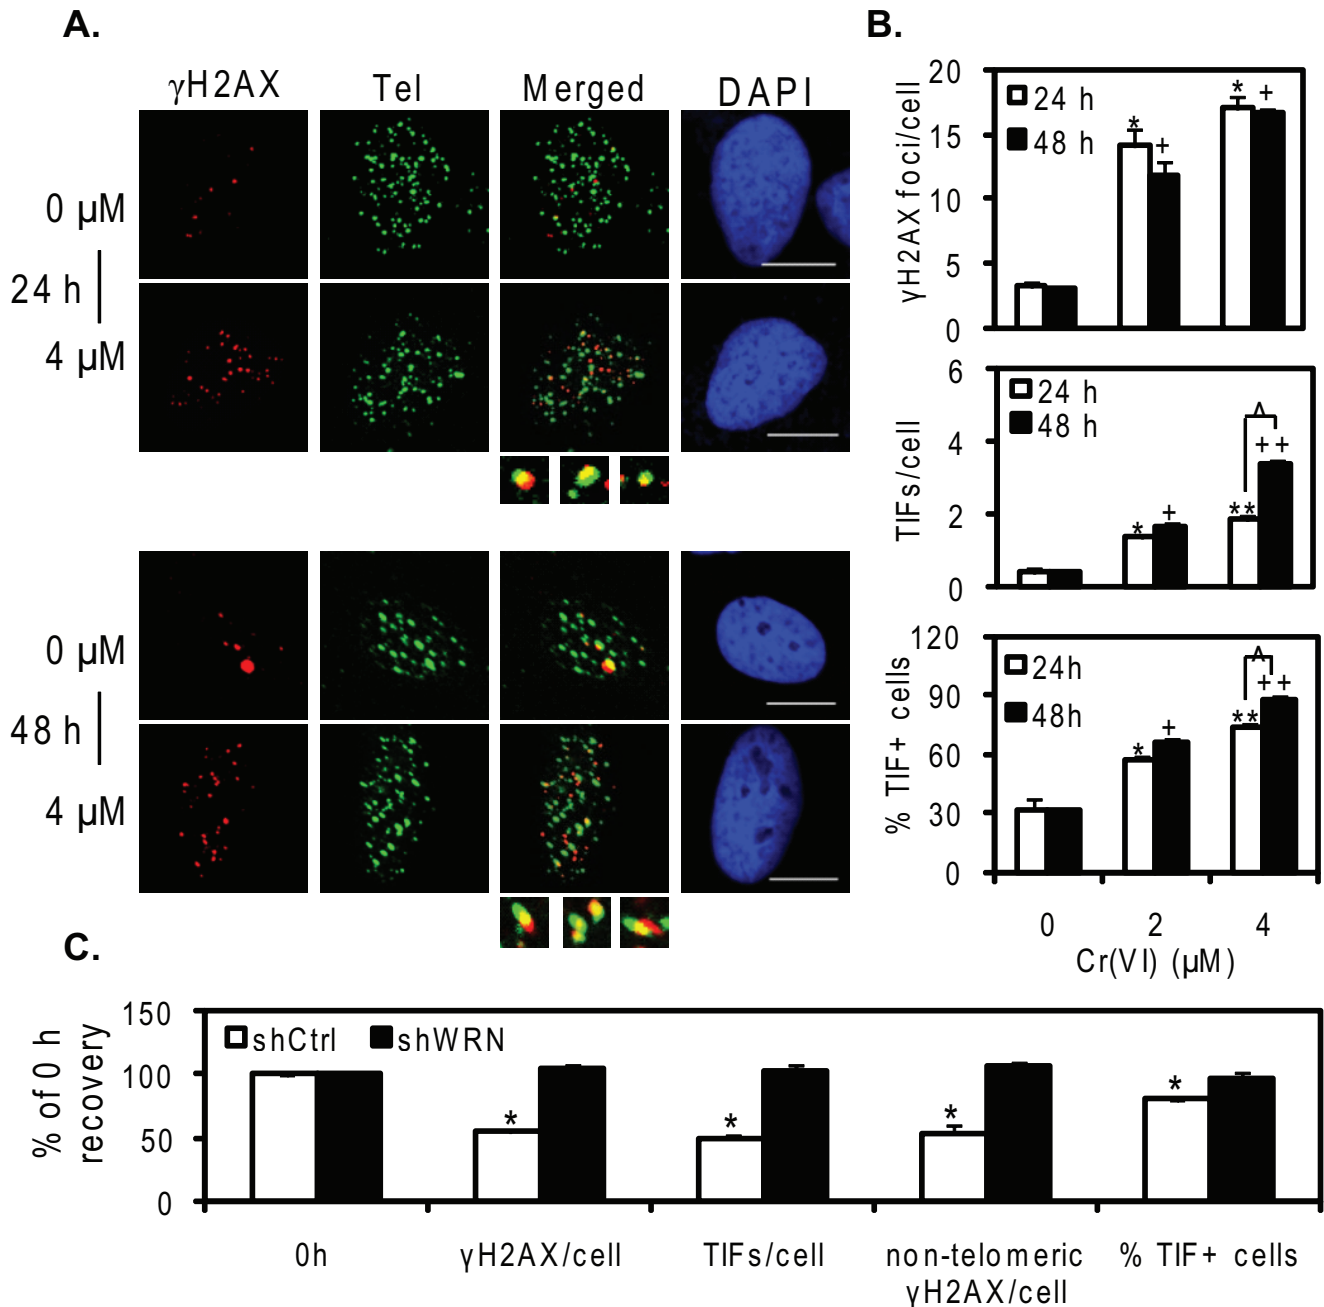 A.
γH2AX Tel Merged DAPI
0 µM
24 h
4 µM
0 µM
48 h
4 µM
B.
γH2AX foci/cell
20
15
10
5
0
24 h
48 h
* + * +
TIFs/cell
6
4
2
0
24 h
48 h
* + ** ++ ^
% TIF+ cells
120
90
60
30
0
24h
48h
* + ** ++ ^
0 2 4
Cr(VI) (µM)
C.
% of 0 h
recovery
150
100
50
0
shCtrl shWRN
* * * *
0h γH2AX/cell TIFs/cell non-telomeric % TIF+ cells
γH2AX/cell